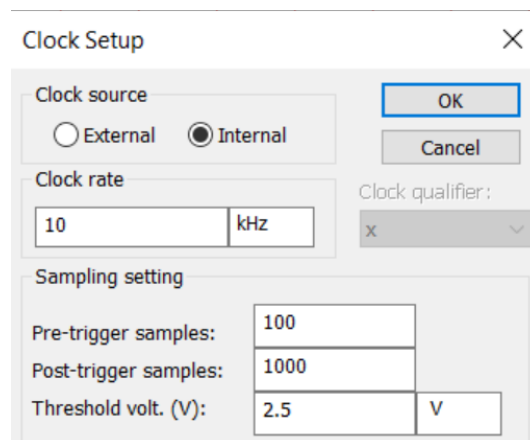 Clock Setup
Clock source
External
Internal
OK
Cancel
Clock rate
10
kHz
Clock qualifier:
x
Sampling setting
Pre-trigger samples:
100
Post-trigger samples:
1000
Threshold volt. (V):
2.5
V